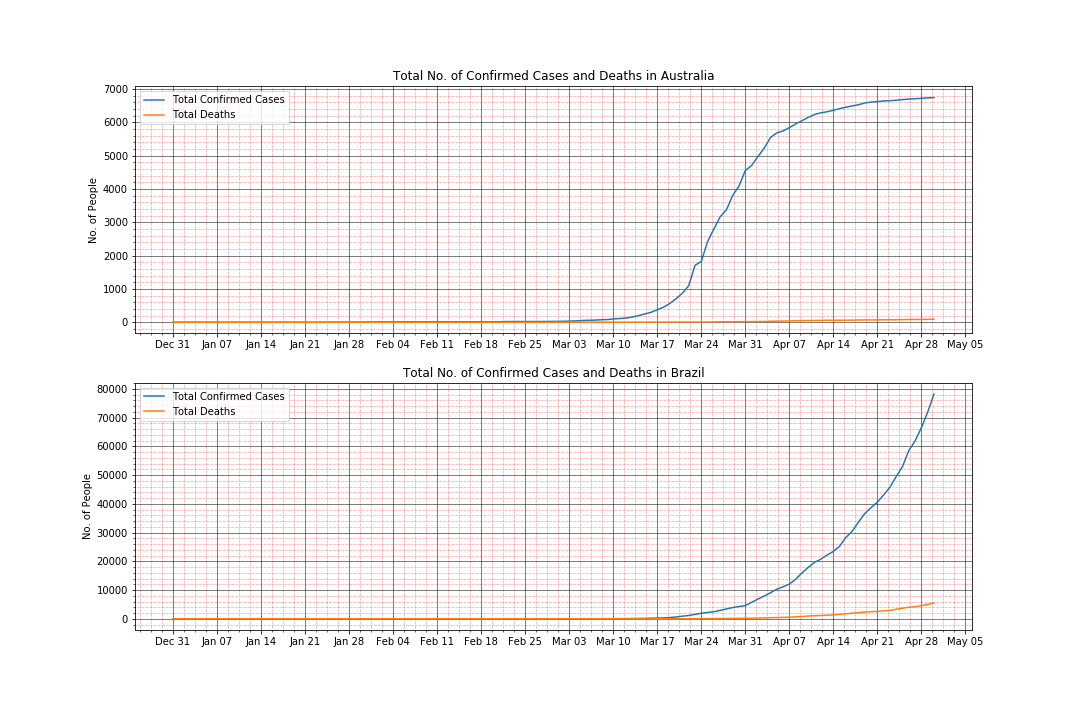 Total No. of Confirmed Cases and Deaths in Australia
Total Confirmed Cases
Total Deaths
No. of People
7000
6000
5000
4000
3000
2000
1000
0
Dec 31 Jan 07 Jan 14 Jan 21 Jan 28 Feb 04 Feb 11 Feb 18 Feb 25 Mar 03 Mar 10 Mar 17 Mar 24 Mar 31 Apr 07 Apr 14 Apr 21 Apr 28 May 05
Total No. of Confirmed Cases and Deaths in Brazil
Total Confirmed Cases
Total Deaths
No. of People
80000
70000
60000
50000
40000
30000
20000
10000
0
Dec 31 Jan 07 Jan 14 Jan 21 Jan 28 Feb 04 Feb 11 Feb 18 Feb 25 Mar 03 Mar 10 Mar 17 Mar 24 Mar 31 Apr 07 Apr 14 Apr 21 Apr 28 May 05